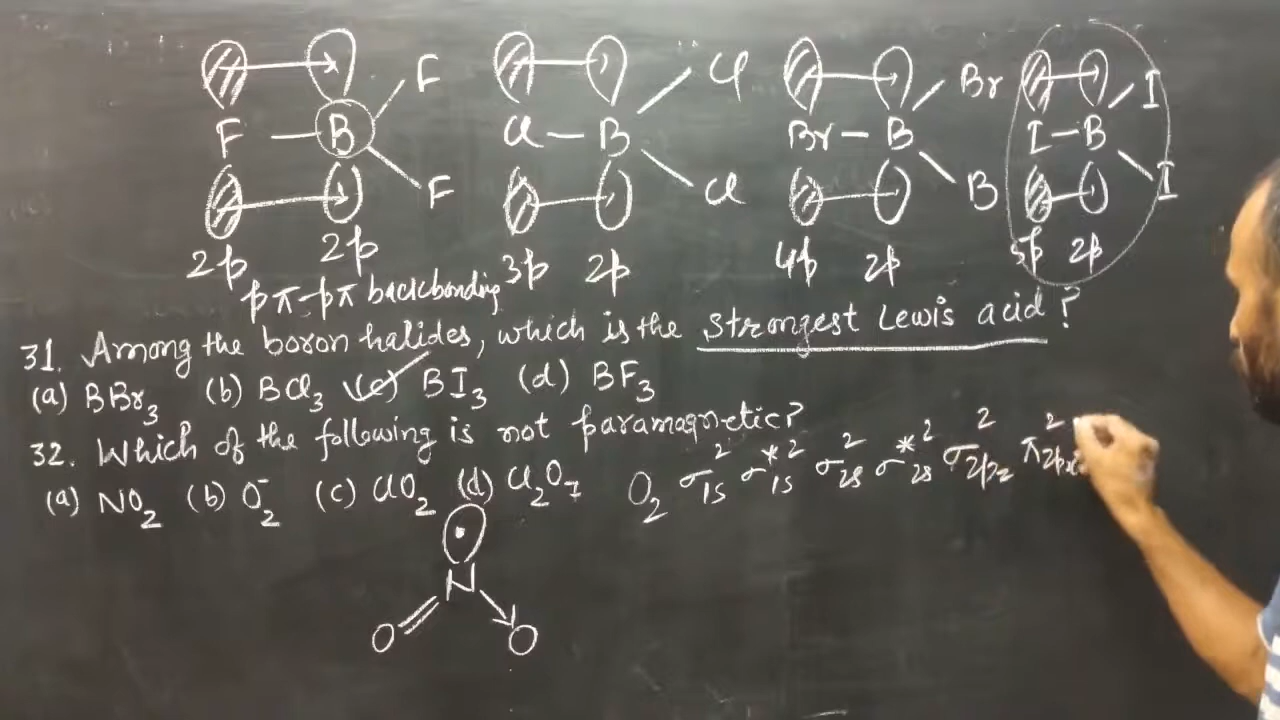 F — B F F
Cl — B Cl Cl
Br — B Br B
I — B I I
2p 2p 3p 2p 4p 2p 5p 2p
pπ-pπ backbonding
31. Among the boron halides, which is the strongest Lewis acid?
(a) BBr₃ (b) BCl₃ (c) BI₃ (d) BF₃
32. Which of the following is not paramagnetic?
(a) NO₂ (b) O₂⁻ (c) ClO₂ (d) Cl₂O₇ O₂ σ1s² σ*1s² σ2s² σ*2s² σ2pz² π2px²
N
O O